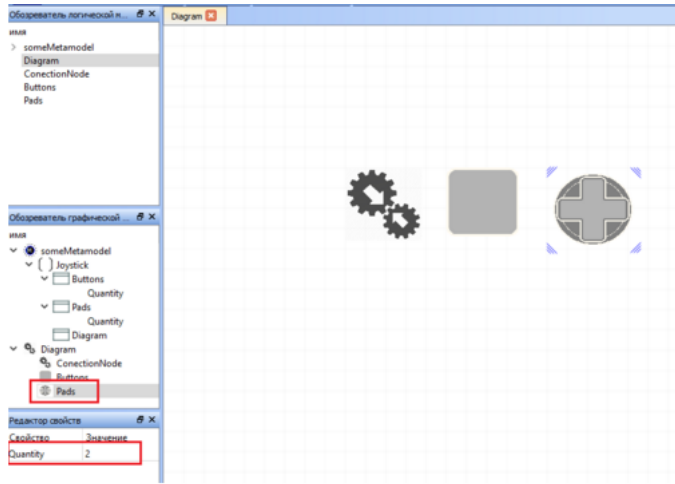 Обозреватель логической м...
Diagram
имя
someMetamodel
Diagram
ConectionNode
Buttons
Pads
Обозреватель графической ...
имя
someMetamodel
Joystick
Buttons
Quantity
Pads
Quantity
Diagram
Diagram
ConectionNode
Buttons
Pads
Редактор свойств
Свойство Значение
Quantity 2